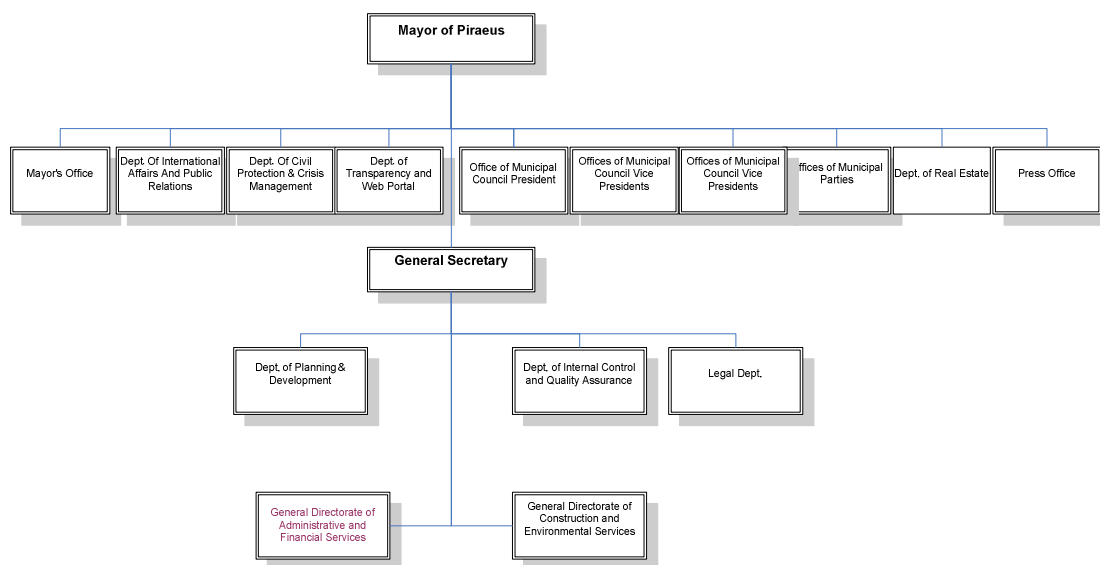 Mayor of Piraeus
Mayor's Office
Dept. Of International
Affairs And Public
Relations
Dept. Of Civil
Protection & Crisis
Management
Dept. of
Transparency and
Web Portal
Office of Municipal
Council President
Offices of Municipal
Council Vice
Presidents
Offices of Municipal
Council Vice
Presidents
ffices of Municipal
Parties
Dept. of Real Estate
Press Office
General Secretary
Dept. of Planning &
Development
Dept. of Internal Control
and Quality Assurance
Legal Dept.
General Directorate of
Administrative and
Financial Services
General Directorate of
Construction and
Environmental Services